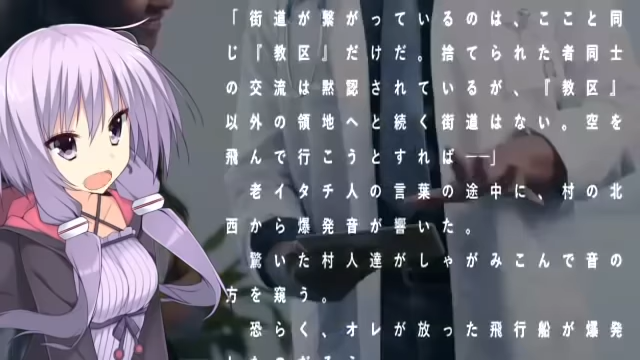 「街道が繋がっているのは、ここと同
じ『教区』だけだ。捨てられた者同士
の交流は黙認されているが、『教区』
以外の領地へと続く街道はない。空を
飛んで行こうとすれば──」
　老イタチ人の言葉の途中に、村の北
西から爆発音が響いた。
　驚いた村人達がしゃがみこんで音の
方を窺う。
　恐らく、オレが放った飛行船が爆発
したのだろう